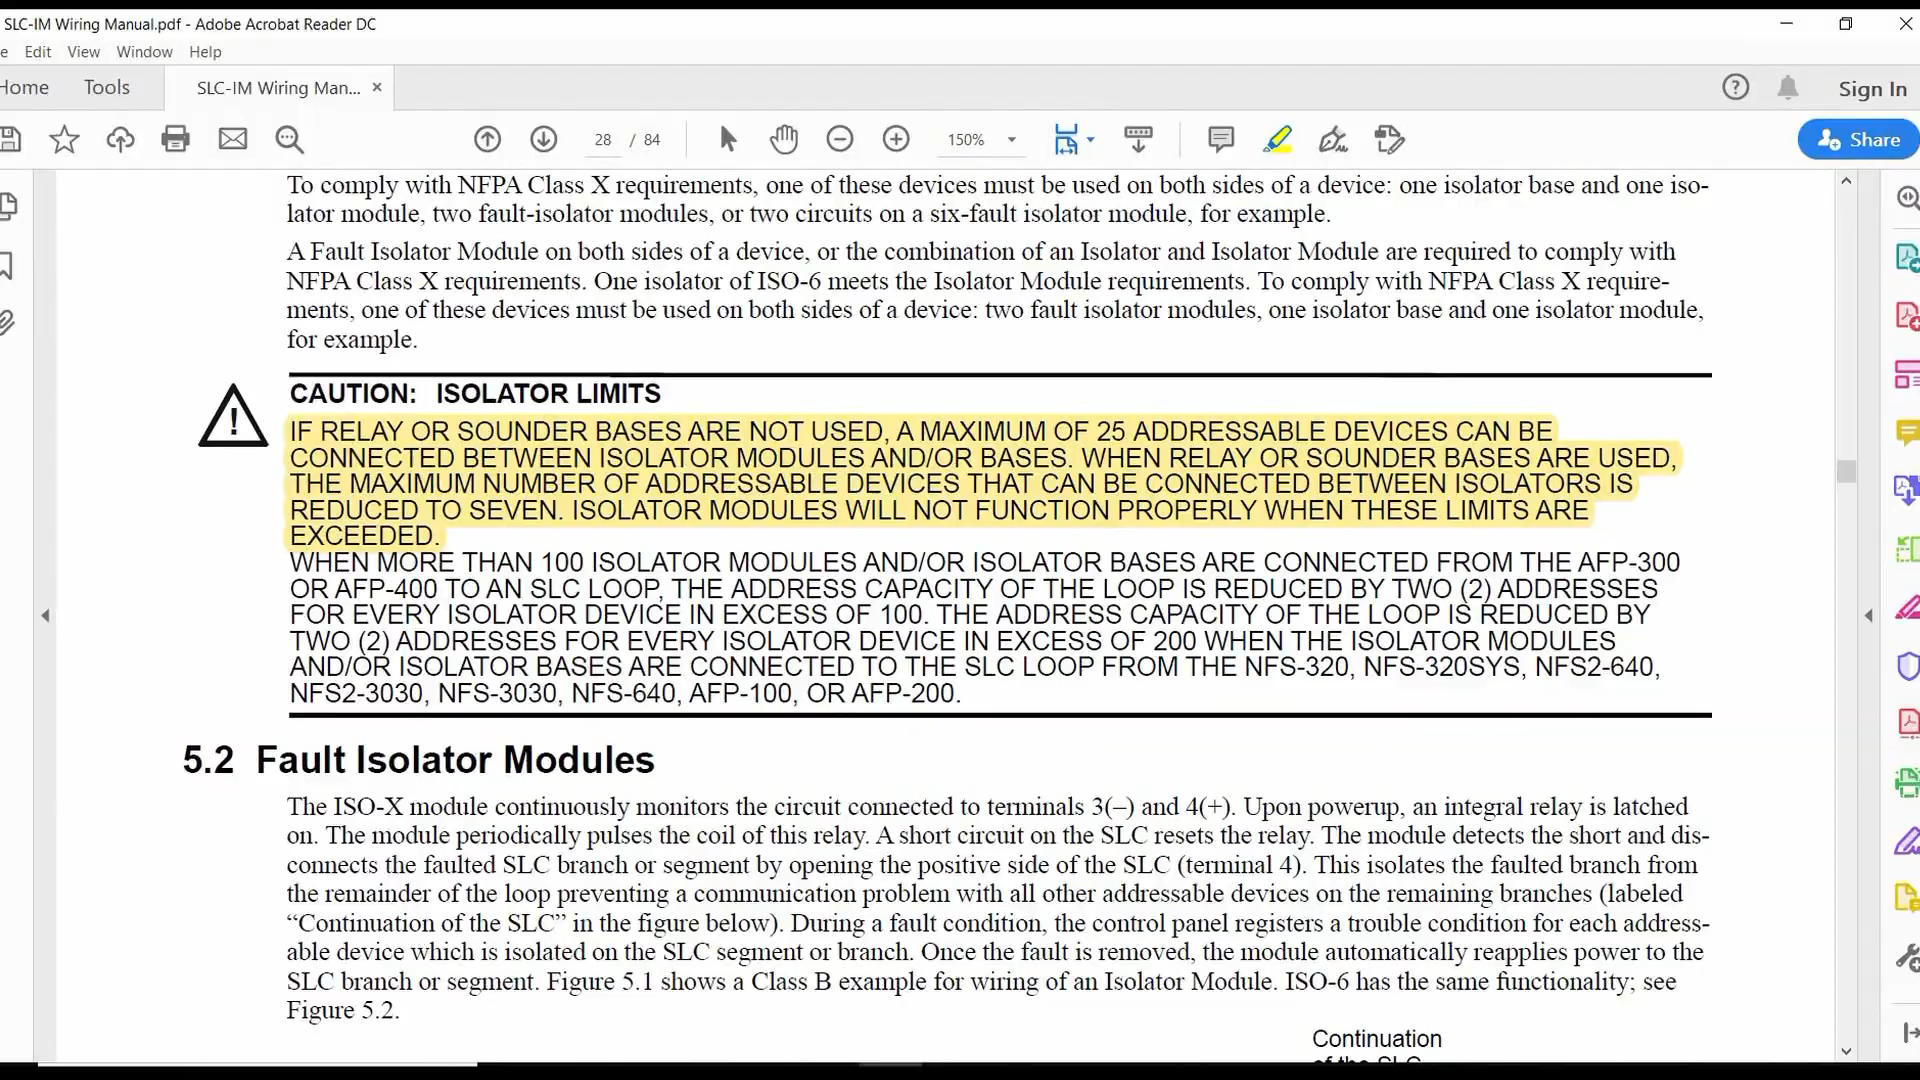 SLC-IM Wiring Manual.pdf - Adobe Acrobat Reader DC
e Edit View Window Help
Home Tools SLC-IM Wiring Man... × Sign In
28 / 84 150% Share
To comply with NFPA Class X requirements, one of these devices must be used on both sides of a device: one isolator base and one iso-
lator module, two fault-isolator modules, or two circuits on a six-fault isolator module, for example.
A Fault Isolator Module on both sides of a device, or the combination of an Isolator and Isolator Module are required to comply with
NFPA Class X requirements. One isolator of ISO-6 meets the Isolator Module requirements. To comply with NFPA Class X require-
ments, one of these devices must be used on both sides of a device: two fault isolator modules, one isolator base and one isolator module,
for example.
CAUTION: ISOLATOR LIMITS
IF RELAY OR SOUNDER BASES ARE NOT USED, A MAXIMUM OF 25 ADDRESSABLE DEVICES CAN BE
CONNECTED BETWEEN ISOLATOR MODULES AND/OR BASES. WHEN RELAY OR SOUNDER BASES ARE USED,
THE MAXIMUM NUMBER OF ADDRESSABLE DEVICES THAT CAN BE CONNECTED BETWEEN ISOLATORS IS
REDUCED TO SEVEN. ISOLATOR MODULES WILL NOT FUNCTION PROPERLY WHEN THESE LIMITS ARE
EXCEEDED.
WHEN MORE THAN 100 ISOLATOR MODULES AND/OR ISOLATOR BASES ARE CONNECTED FROM THE AFP-300
OR AFP-400 TO AN SLC LOOP, THE ADDRESS CAPACITY OF THE LOOP IS REDUCED BY TWO (2) ADDRESSES
FOR EVERY ISOLATOR DEVICE IN EXCESS OF 100. THE ADDRESS CAPACITY OF THE LOOP IS REDUCED BY
TWO (2) ADDRESSES FOR EVERY ISOLATOR DEVICE IN EXCESS OF 200 WHEN THE ISOLATOR MODULES
AND/OR ISOLATOR BASES ARE CONNECTED TO THE SLC LOOP FROM THE NFS-320, NFS-320SYS, NFS2-640,
NFS2-3030, NFS-3030, NFS-640, AFP-100, OR AFP-200.
5.2 Fault Isolator Modules
The ISO-X module continuously monitors the circuit connected to terminals 3(–) and 4(+). Upon powerup, an integral relay is latched
on. The module periodically pulses the coil of this relay. A short circuit on the SLC resets the relay. The module detects the short and dis-
connects the faulted SLC branch or segment by opening the positive side of the SLC (terminal 4). This isolates the faulted branch from
the remainder of the loop preventing a communication problem with all other addressable devices on the remaining branches (labeled
“Continuation of the SLC” in the figure below). During a fault condition, the control panel registers a trouble condition for each address-
able device which is isolated on the SLC segment or branch. Once the fault is removed, the module automatically reapplies power to the
SLC branch or segment. Figure 5.1 shows a Class B example for wiring of an Isolator Module. ISO-6 has the same functionality; see
Figure 5.2.
Continuation
of the SLC